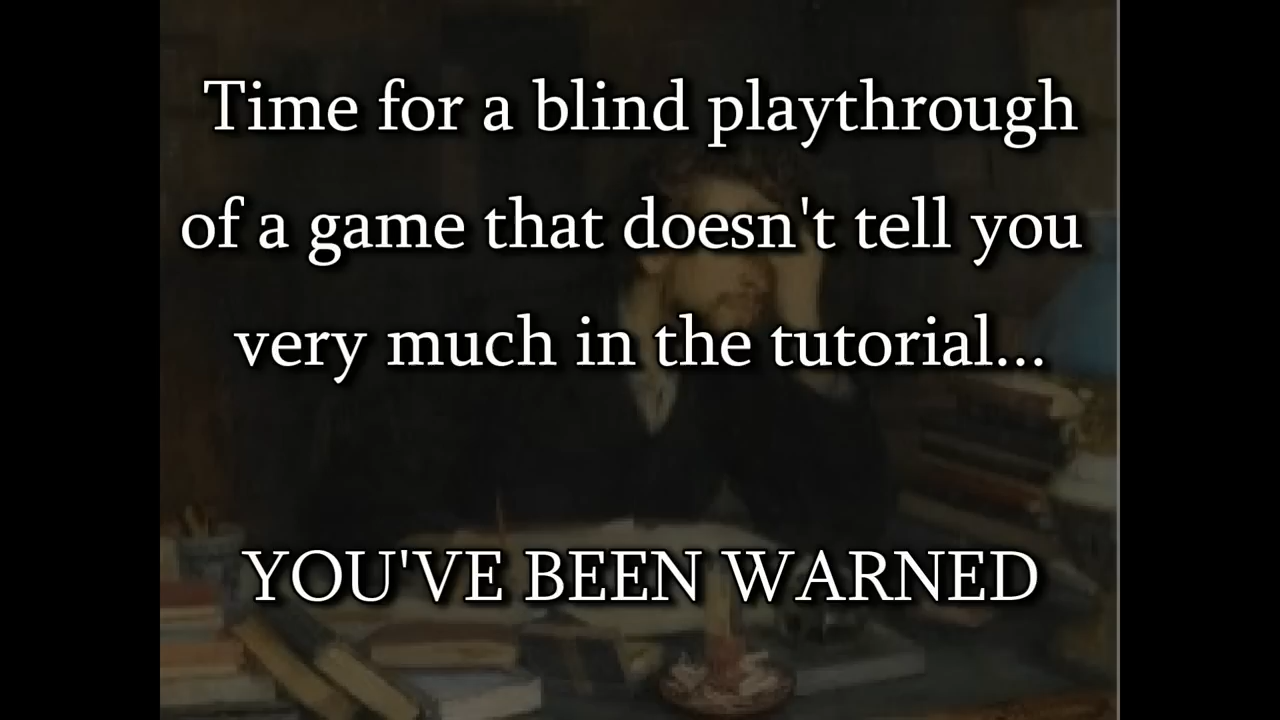 Time for a blind playthrough
of a game that doesn't tell you
very much in the tutorial...
YOU'VE BEEN WARNED